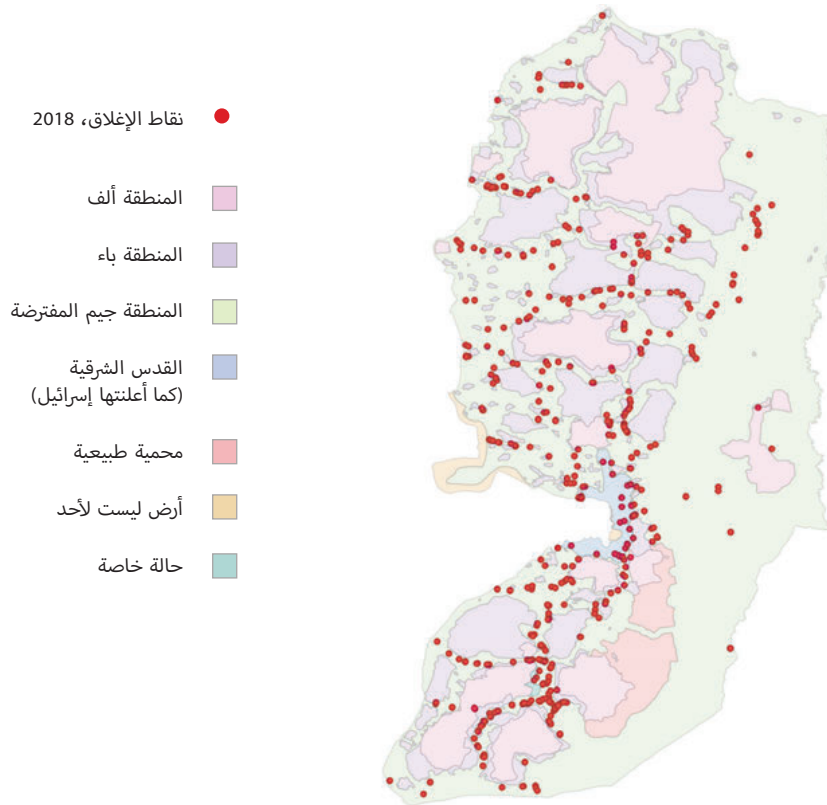 نقاط الإغلاق، 2018
المنطقة ألف
المنطقة باء
المنطقة جيم المفترضة
القدس الشرقية
(كما أعلنتها إسرائيل)
محمية طبيعية
أرض ليست لأحد
حالة خاصة